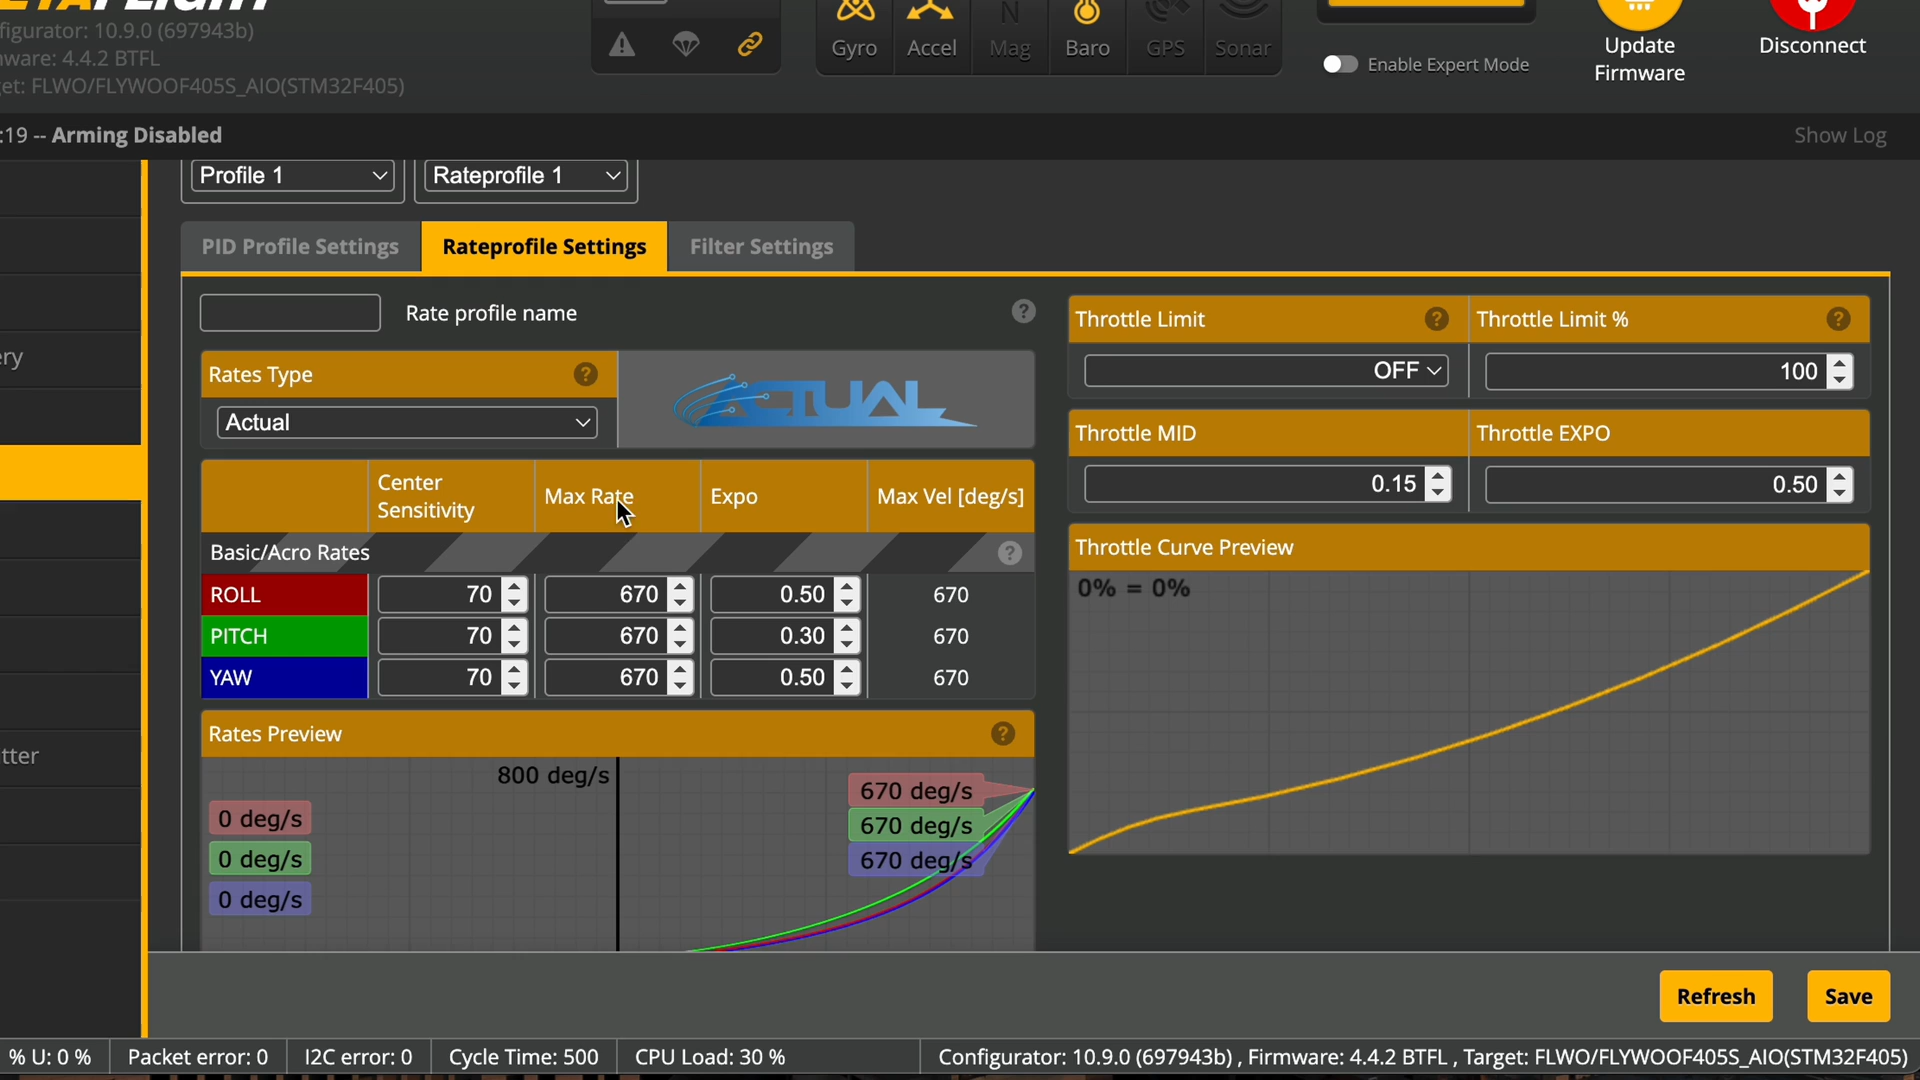 ETAFLIGHT
figurator: 10.9.0 (697943b)
ware: 4.4.2 BTFL
et: FLWO/FLYWOOF405S_AIO(STM32F405)
Gyro Accel Mag Baro GPS Sonar
Enable Expert Mode
Update
Firmware
Disconnect
:19 -- Arming Disabled
Show Log
Profile 1 Rateprofile 1
PID Profile Settings Rateprofile Settings Filter Settings
Rate profile name
Rates Type
Actual
ACTUAL
Center
Sensitivity
Max Rate Expo Max Vel [deg/s]
Basic/Acro Rates
ROLL 70 670 0.50 670
PITCH 70 670 0.30 670
YAW 70 670 0.50 670
Rates Preview
800 deg/s
0 deg/s
0 deg/s
0 deg/s
670 deg/s
670 deg/s
670 deg/s
Throttle Limit Throttle Limit %
OFF 100
Throttle MID Throttle EXPO
0.15 0.50
Throttle Curve Preview
0% = 0%
ery
tter
Refresh Save
% U: 0 % Packet error: 0 I2C error: 0 Cycle Time: 500 CPU Load: 30 % Configurator: 10.9.0 (697943b) , Firmware: 4.4.2 BTFL , Target: FLWO/FLYWOOF405S_AIO(STM32F405)